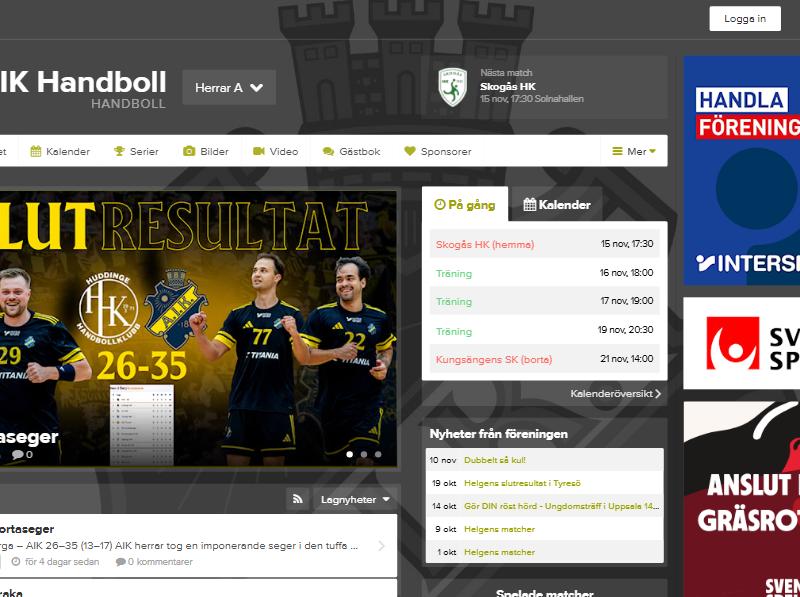 Logga in
IK Handboll
HANDBOLL
Herrar A
Nästa match
Skogås HK
15 nov, 17:30 Solnahallen
et
Kalender
Serier
Bilder
Video
Gästbok
Sponsorer
Mer
HANDLA
FÖRENING
INTERS
LUTRESULTAT
HUDDINGE
HK
HANDBOLLKLUBB
A.I.K.
26-35
29
TITANIA
77
TITANIA
22
TITANIA
aseger
0
På gång
Kalender
Skogås HK (hemma) 15 nov, 17:30
Träning 16 nov, 18:00
Träning 17 nov, 19:00
Träning 19 nov, 20:30
Kungsängens SK (borta) 21 nov, 14:00
Kalenderöversikt
SV
SP
Nyheter från föreningen
10 nov Dubbelt så kul!
19 okt Helgens slutresultat i Tyresö
14 okt Gör DIN röst hörd - Ungdomsträff i Uppsala 14...
9 okt Helgens matcher
1 okt Helgens matcher
ANSLUT
GRÄSROT
SVEN
Lagnyheter
ortaseger
rga – AIK 26–35 (13–17) AIK herrar tog en imponerande seger i den tuffa ...
för 4 dagar sedan
0 kommentarer
raka
Spelade matcher